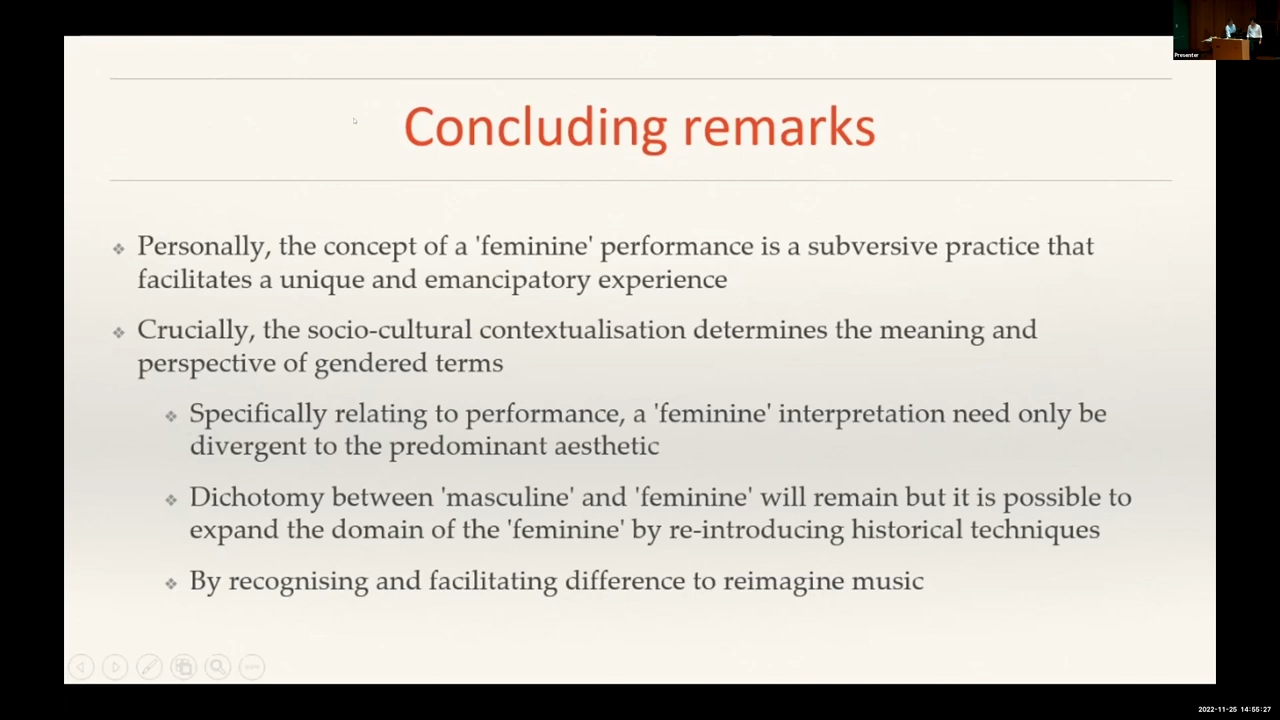 Presenter
Concluding remarks
Personally, the concept of a 'feminine' performance is a subversive practice that
facilitates a unique and emancipatory experience
Crucially, the socio-cultural contextualisation determines the meaning and
perspective of gendered terms
Specifically relating to performance, a 'feminine' interpretation need only be
divergent to the predominant aesthetic
Dichotomy between 'masculine' and 'feminine' will remain but it is possible to
expand the domain of the 'feminine' by re-introducing historical techniques
By recognising and facilitating difference to reimagine music
2022-11-25 14:55:27